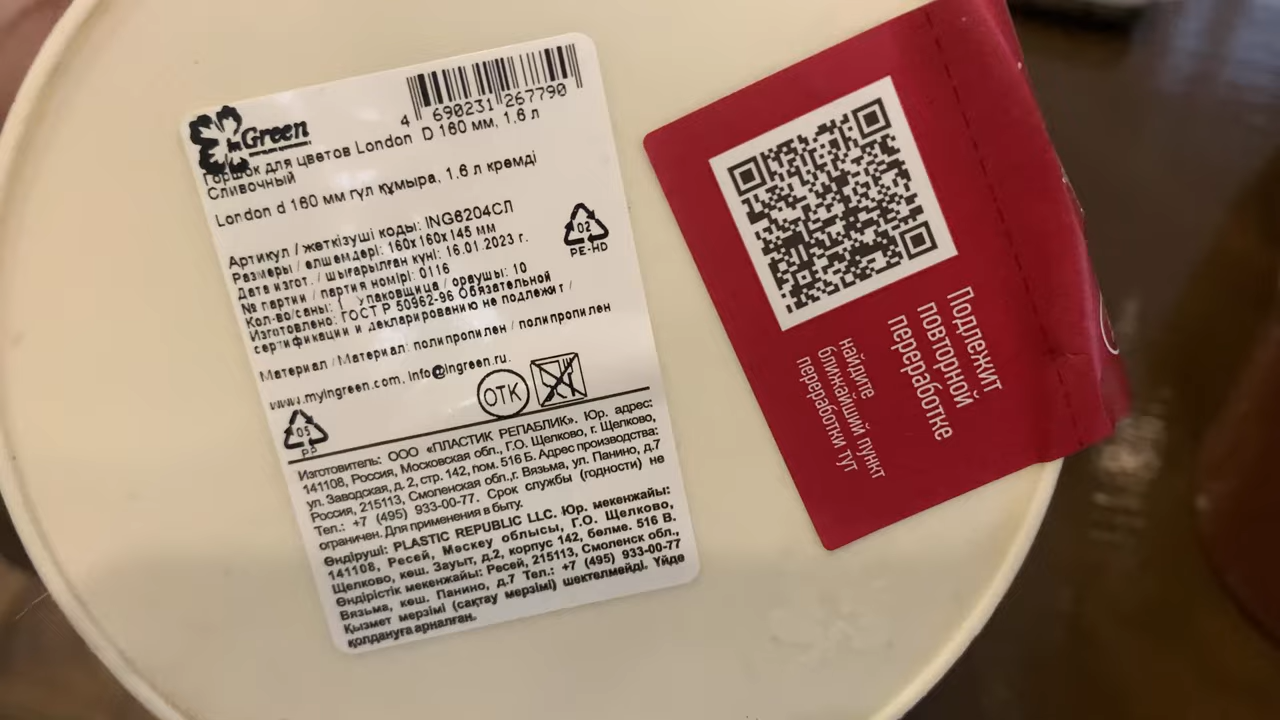 4 690231 267790
InGreen
Горшок для цветов London D 160 мм, 1.6 л
Сливочный
London d 160 мм гүл құмыра, 1.6 л кремді
Артикул / жеткізуші коды: ING6204СЛ
Размеры / өлшемдері: 160x160x145 мм
Дата изгот. / шығарылған күні: 16.01.2023 г.
№ партии / партия номірі: 0116
Кол-во/саны: 1 упаковщица / ораушы: 10
Изготовлено: ГОСТ Р 50962-96 Обязательной
сертификации и декларированию не подлежит /
Материал / Материал: полипропилен / полипропилен
www.myingreen.com, info@ingreen.ru.
02
PE-HD
ОТК
05
PP
Изготовитель: ООО «ПЛАСТИК РЕПАБЛИК». Юр. адрес:
141108, Россия, Московская обл., Г.О. Щелково, г. Щелково,
ул. Заводская, д. 2, стр. 142, пом. 516 Б. Адрес производства:
Россия, 215113, Смоленская обл.,г. Вязьма, ул. Панино, д.7
Тел.: +7 (495) 933-00-77. Срок службы (годности) не
ограничен. Для применения в быту.
Өндіруші: PLASTIC REPUBLIC LLC. Юр. мекенжайы:
141108, Ресей, Мәскеу облысы, Г.О. Щелково,
Щелково, көш. Зауыт, д.2, корпус 142, бөлме. 516 В.
Өндірістік мекенжайы: Ресей, 215113, Смоленск обл.,
Вязьма, көш. Панино, д.7 Тел.: +7 (495) 933-00-77
Қызмет мерзімі (сақтау мерзімі) шектелмейді. Үйде
қолдануға арналған.
Подлежит
повторной
переработке
найдите
ближайший пункт
переработки тут